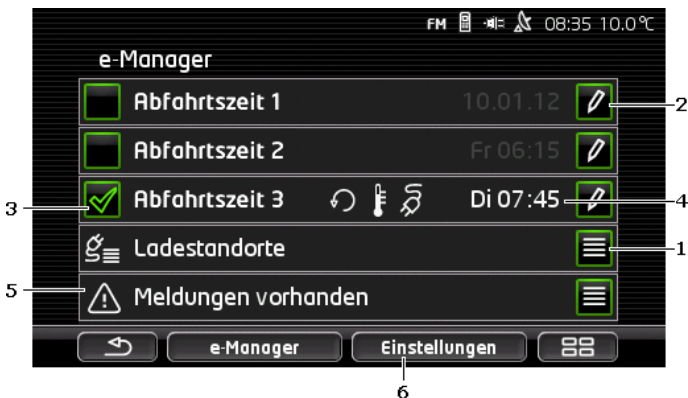 FM 08:35 10.0°C
e-Manager
Abfahrtszeit 1 10.01.12
2
Abfahrtszeit 2 Fr 06:15
3
Abfahrtszeit 3 Di 07:45
4
Ladestandorte
1
5
Meldungen vorhanden
e-Manager Einstellungen
6